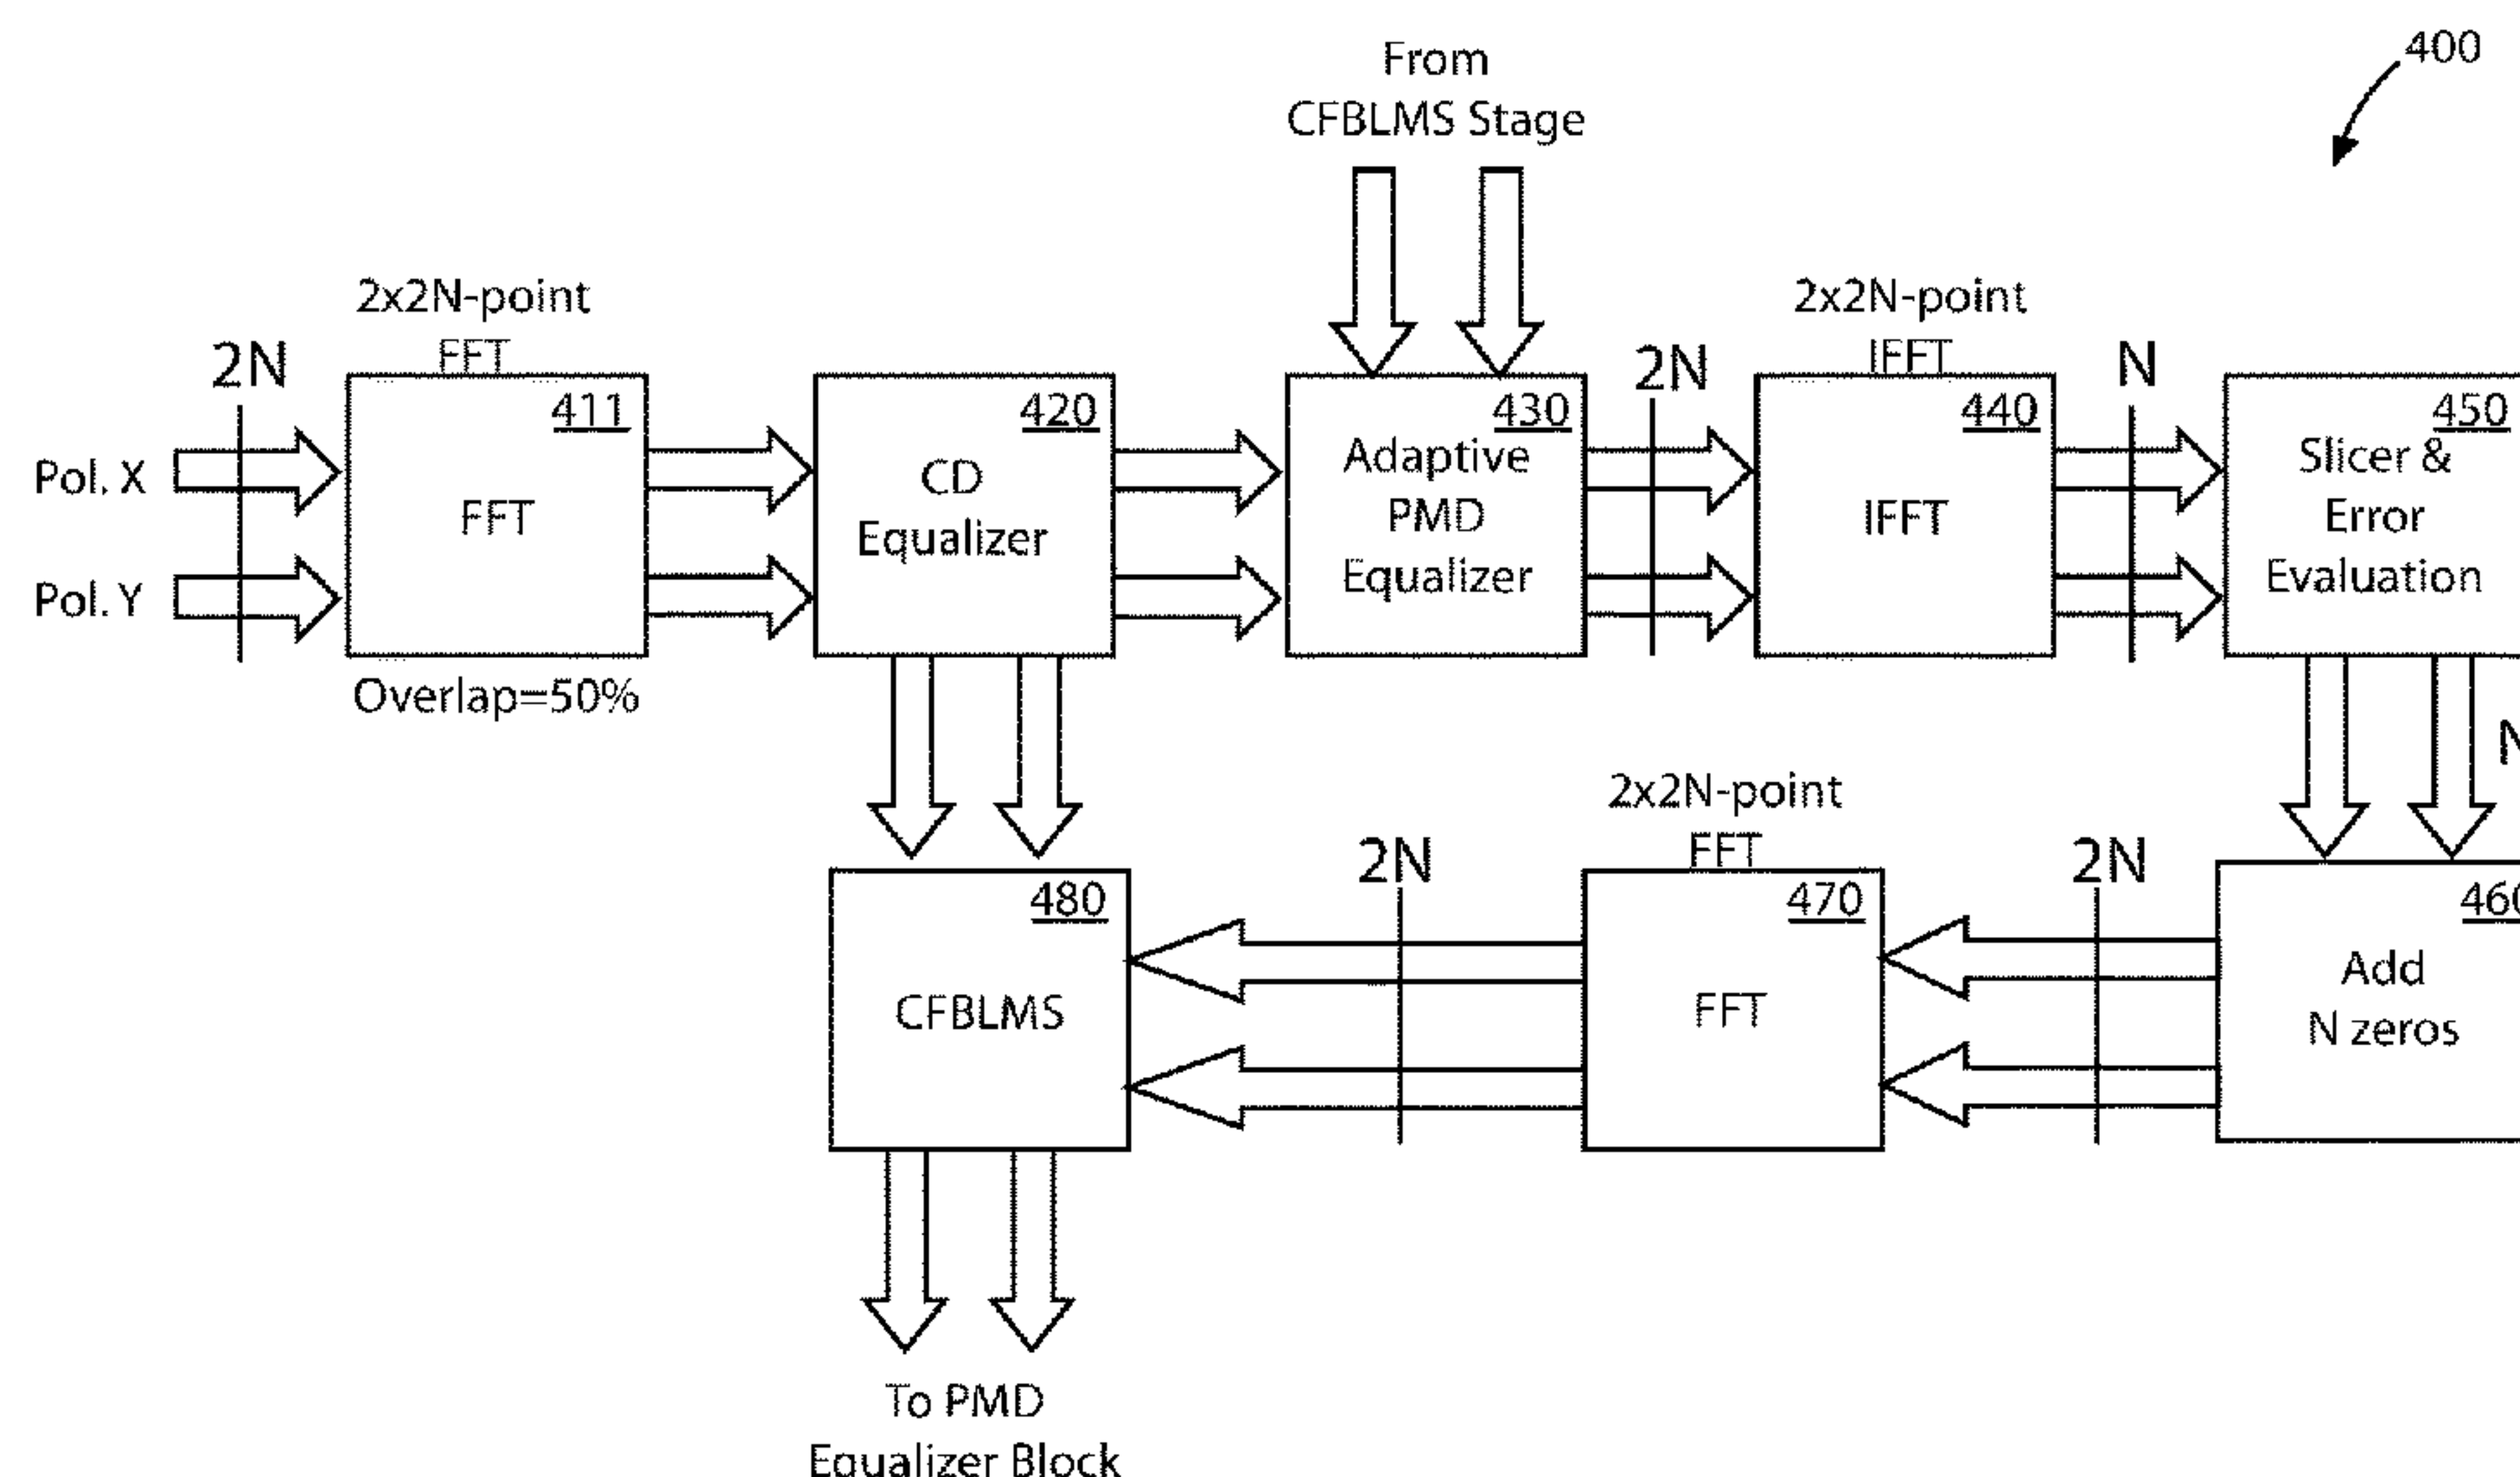 400
From
CFBLMS Stage
2x2N-point
FFT
2x2N-point
IFFT
2N
2N
N
411
FFT
420
CD
Equalizer
430
Adaptive
PMD
Equalizer
440
IFFT
450
Slicer &
Error
Evaluation
Pol. X
Pol. Y
Overlap=50%
N
2x2N-point
FFT
2N
2N
480
CFBLMS
470
FFT
460
Add
N zeros
To PMD
Equalizer Block